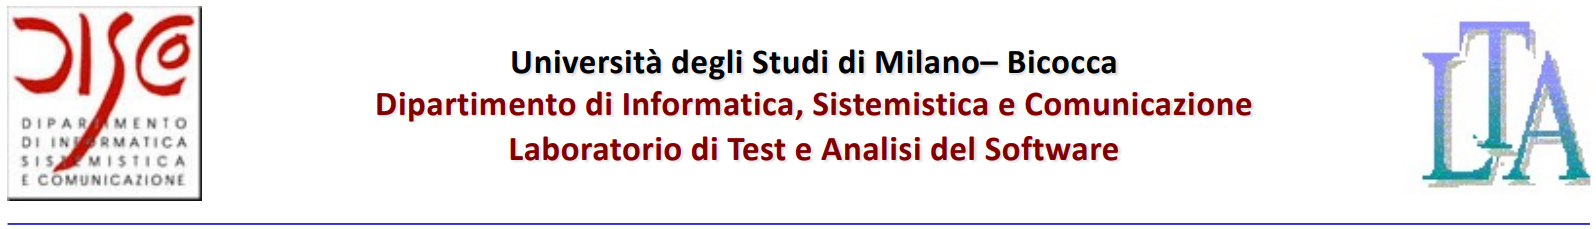 DISCO
DIPARTIMENTO
DI INFORMATICA
SISTEMISTICA
E COMUNICAZIONE
Università degli Studi di Milano– Bicocca
Dipartimento di Informatica, Sistemistica e Comunicazione
Laboratorio di Test e Analisi del Software
LTA